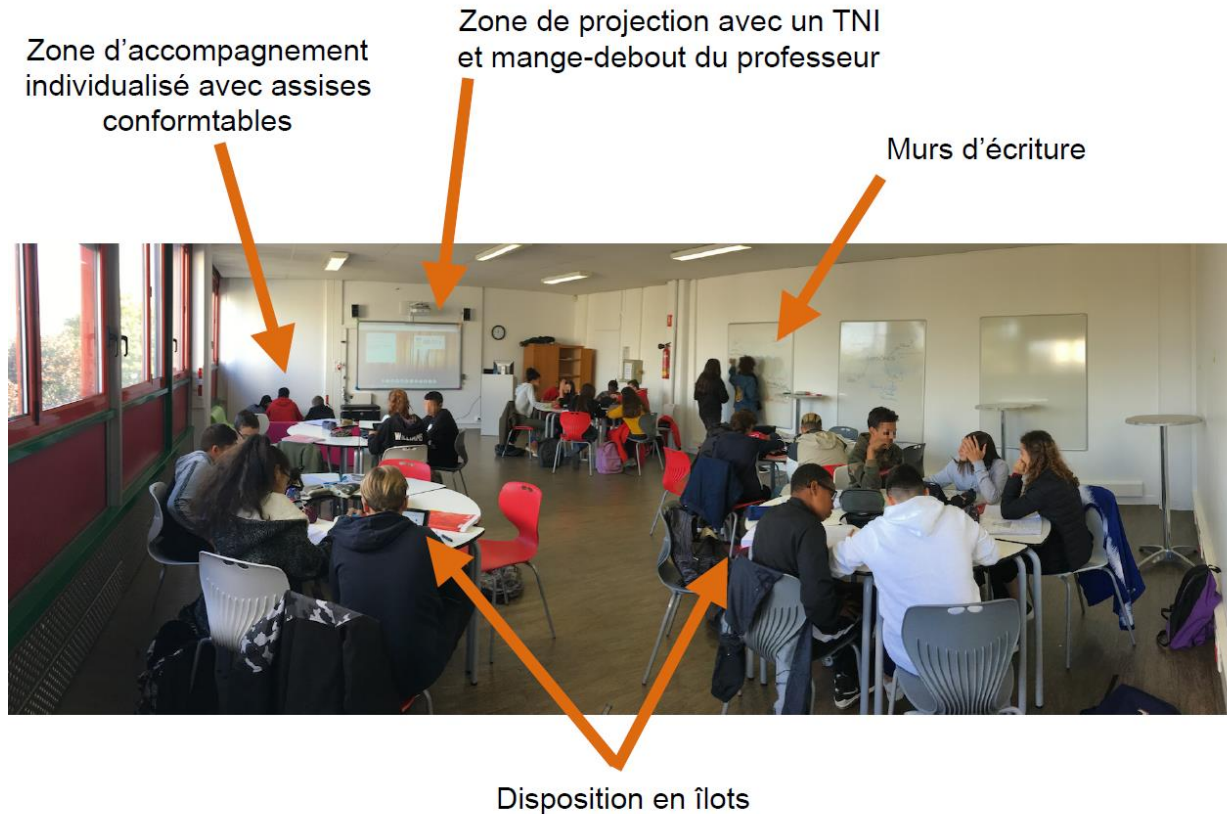 Zone d'accompagnement
individualisé avec assises
conformtables
Zone de projection avec un TNI
et mange-debout du professeur
Murs d'écriture
WILLIAMS
Disposition en îlots